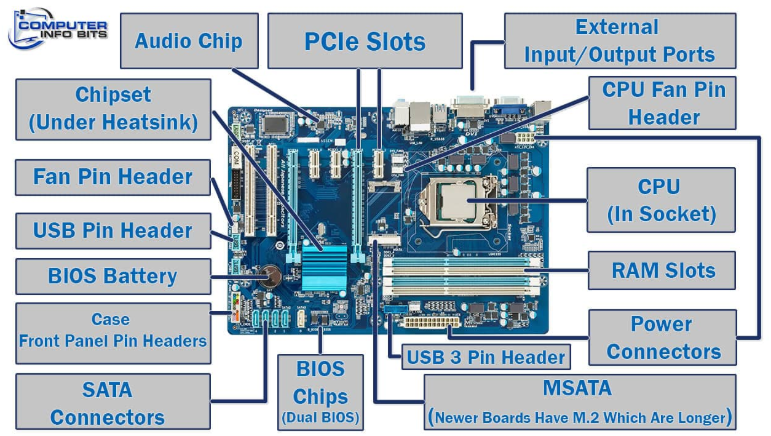 COMPUTER
INFO BITS
Audio Chip
PCIe Slots
External
Input/Output Ports
Chipset
(Under Heatsink)
CPU Fan Pin
Header
Fan Pin Header
CPU
(In Socket)
USB Pin Header
BIOS Battery
RAM Slots
Case
Front Panel Pin Headers
Power
Connectors
BIOS
Chips
(Dual BIOS)
USB 3 Pin Header
SATA
Connectors
MSATA
(Newer Boards Have M.2 Which Are Longer)